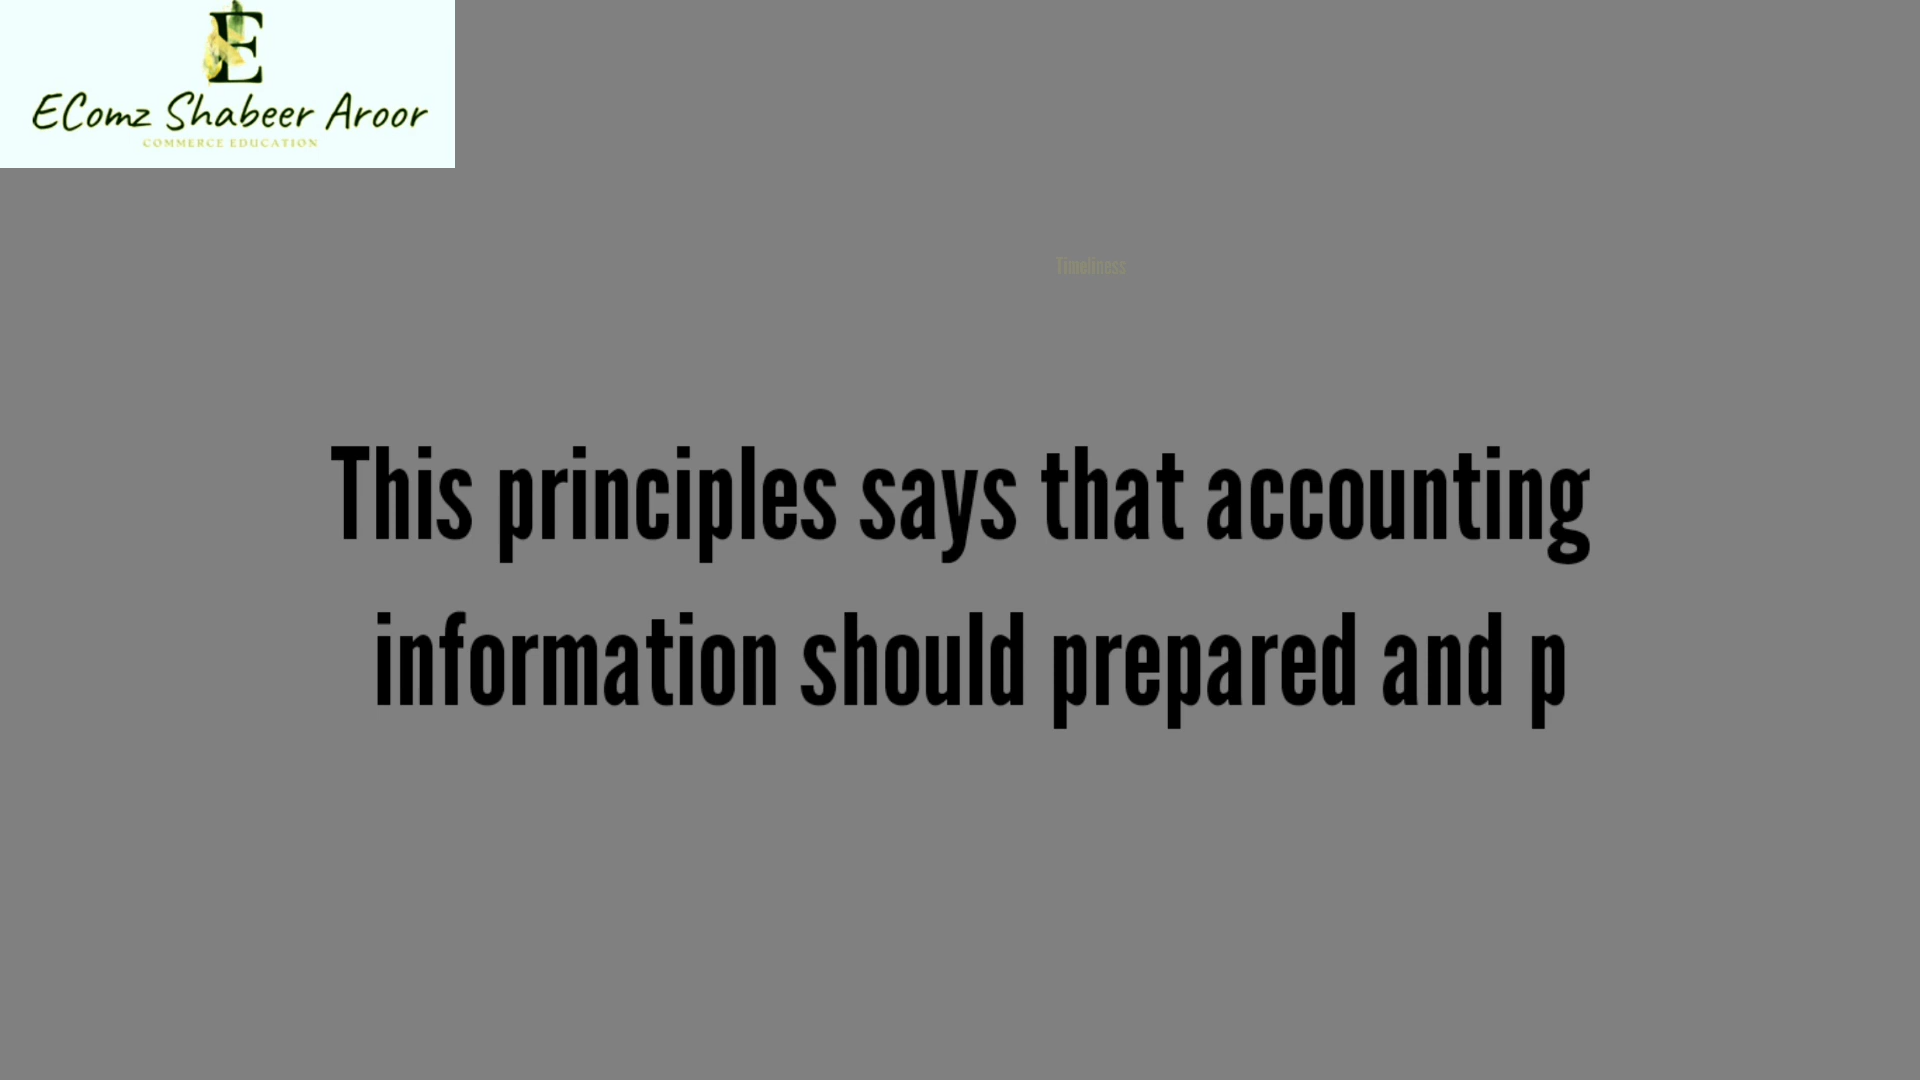 E
EComz Shabeer Aroor
COMMERCE EDUCATION
Timeliness
This principles says that accounting
information should prepared and p